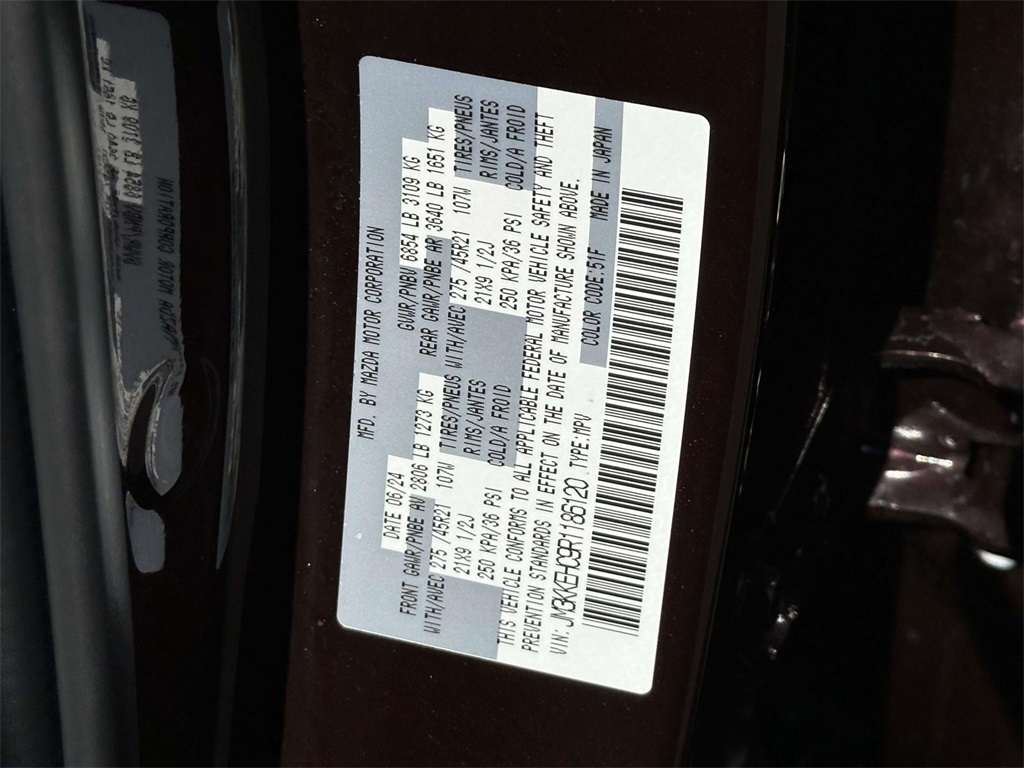 MFD. BY MAZDA MOTOR CORPORATION
DATE 06/24 GVWR/PNBV 6854 LB 3109 KG
FRONT GAWR/PNBE AV 2806 LB 1273 KG REAR GAWR/PNBE AR 3640 LB 1651 KG
WITH/AVEC 275 /45R21 107W TIRES/PNEUS WITH/AVEC 275 /45R21 107W TIRES/PNEUS
21X9 1/2J RIMS/JANTES 21X9 1/2J RIMS/JANTES
250 KPA/36 PSI COLD/A FROID 250 KPA/36 PSI COLD/A FROID
THIS VEHICLE CONFORMS TO ALL APPLICABLE FEDERAL MOTOR VEHICLE SAFETY AND THEFT
PREVENTION STANDARDS IN EFFECT ON THE DATE OF MANUFACTURE SHOWN ABOVE.
VIN: JM3KKEHC9R1186120 TYPE:MPV COLOR CODE:51F MADE IN JAPAN